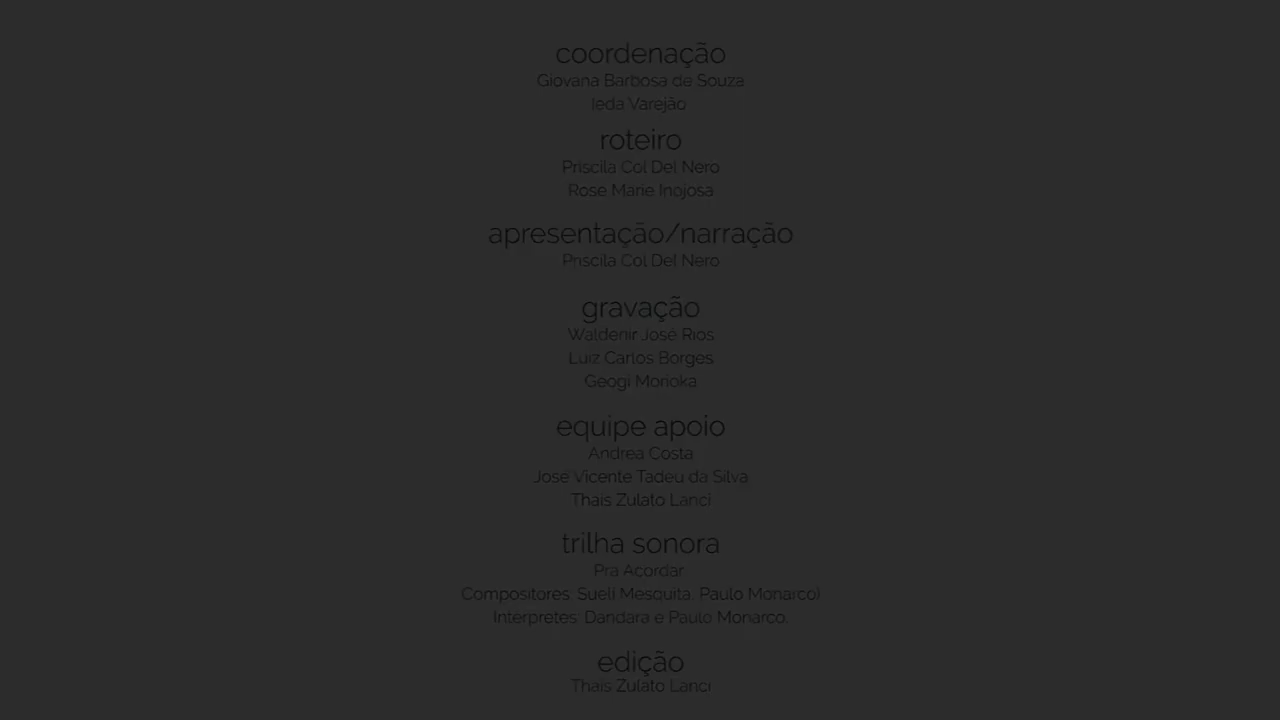 coordenação
Giovana Barbosa de Souza
Ieda Varejão
roteiro
Priscila Col Del Nero
Rose Marie Inojosa
apresentação/narração
Priscila Col Del Nero
gravação
Waldenir José Rios
Luiz Carlos Borges
Geogi Morioka
equipe apoio
Andrea Costa
José Vicente Tadeu da Silva
Thais Zulato Lanci
trilha sonora
Pra Acordar
Compositores: Sueli Mesquita, Paulo Monarco)
Intérpretes: Dandara e Paulo Monarco.
edição
Thais Zulato Lanci